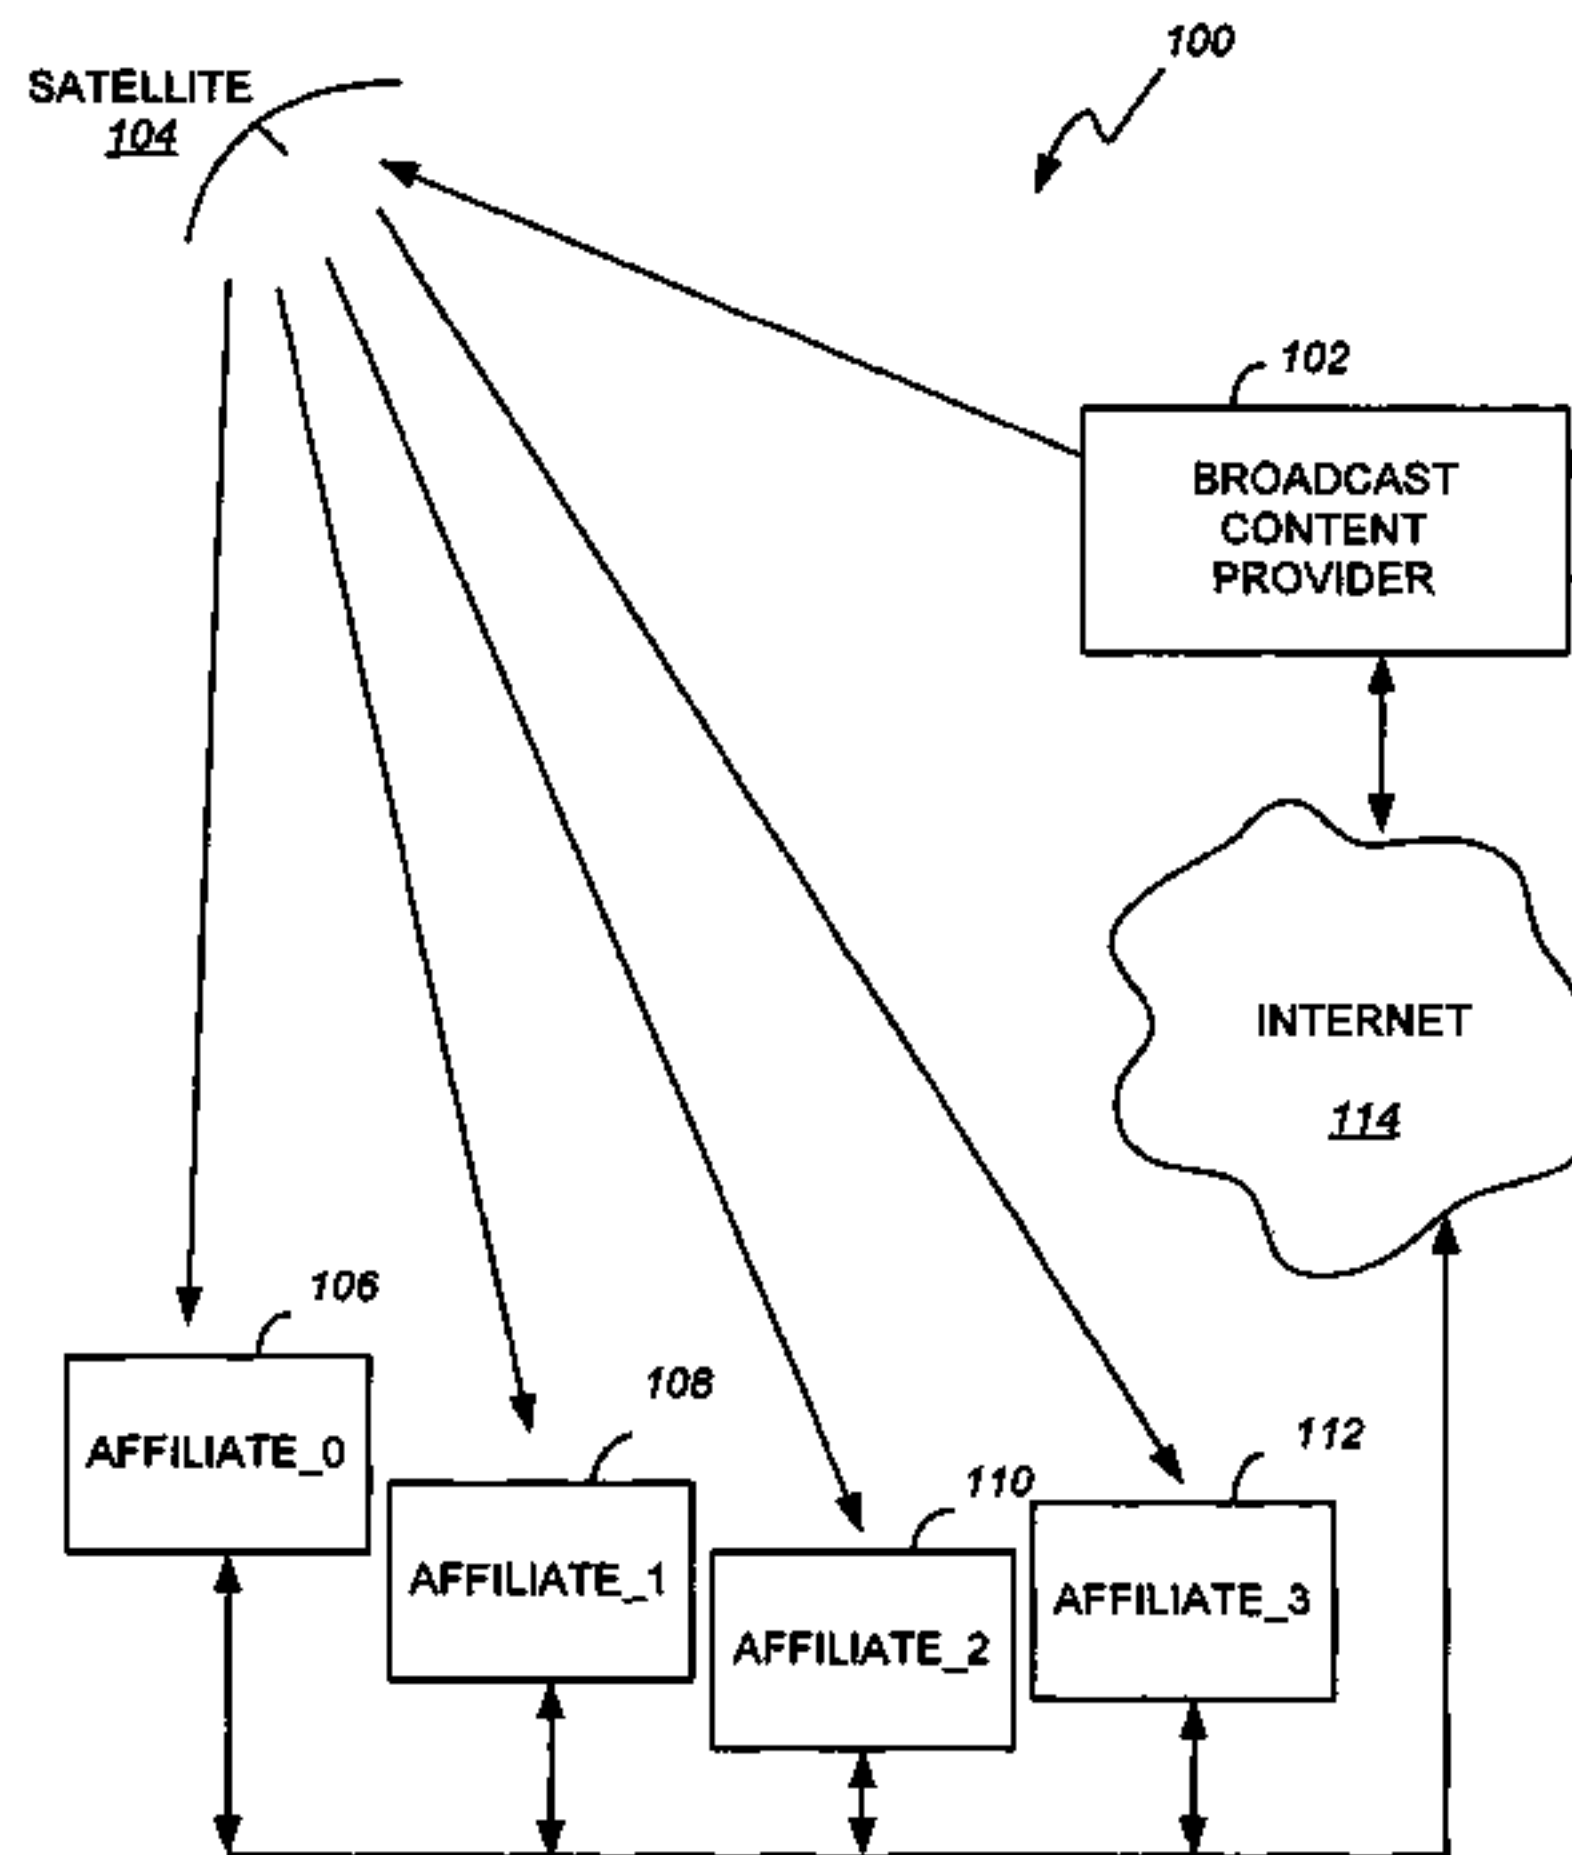 100
SATELLITE
104
102
BROADCAST
CONTENT
PROVIDER
INTERNET
114
106
AFFILIATE_0
108
AFFILIATE_1
110
AFFILIATE_2
112
AFFILIATE_3